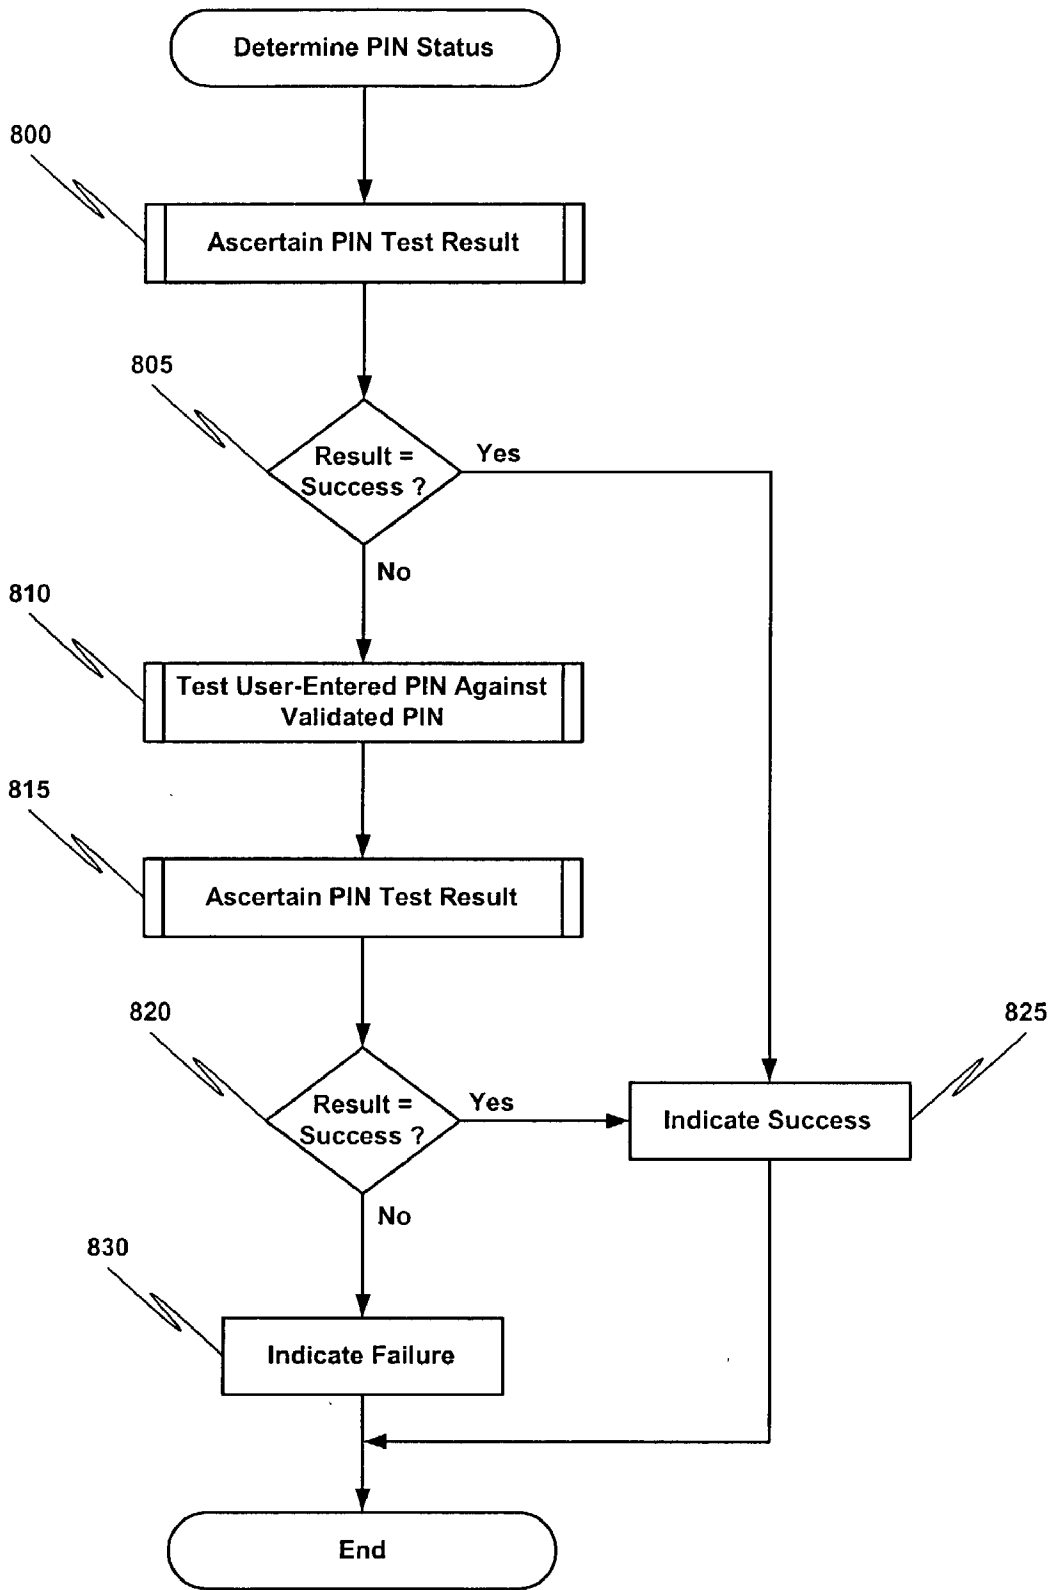 Determine PIN Status
800
Ascertain PIN Test Result
805
Result =
Success ?
Yes
No
810
Test User-Entered PIN Against
Validated PIN
815
Ascertain PIN Test Result
820
825
Result =
Success ?
Yes
Indicate Success
No
830
Indicate Failure
End